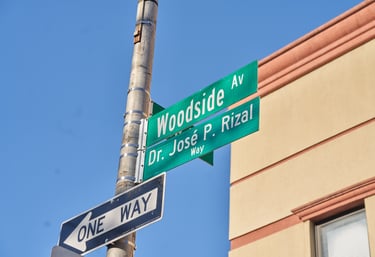 Woodside Av
Dr. José P. Rizal
Way
ONE WAY